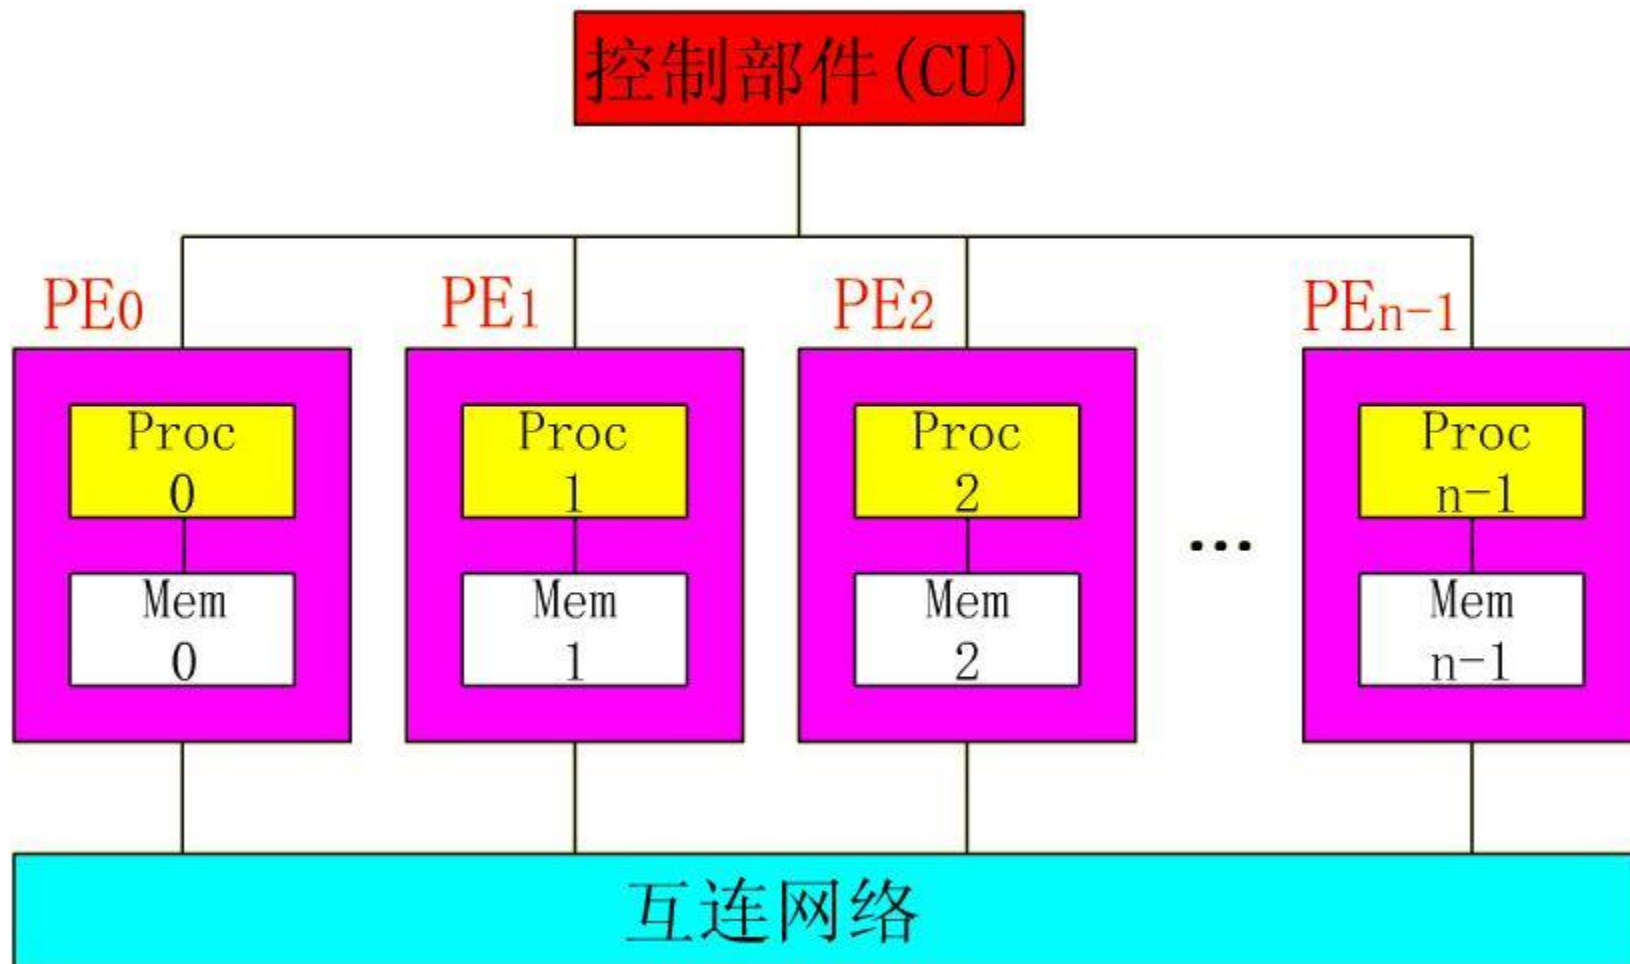 控制部件(CU)
PE0
PE1
PE2
PEn-1
Proc
0
Proc
1
Proc
2
Proc
n-1
...
Mem
0
Mem
1
Mem
2
Mem
n-1
互连网络